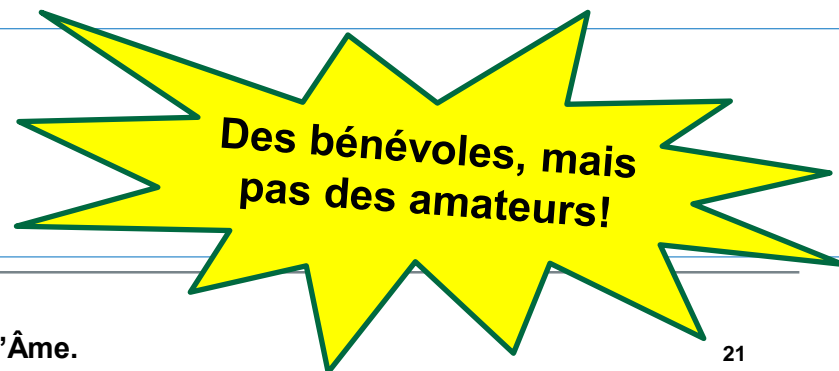 Des bénévoles, mais
pas des amateurs!
’Âme.
21